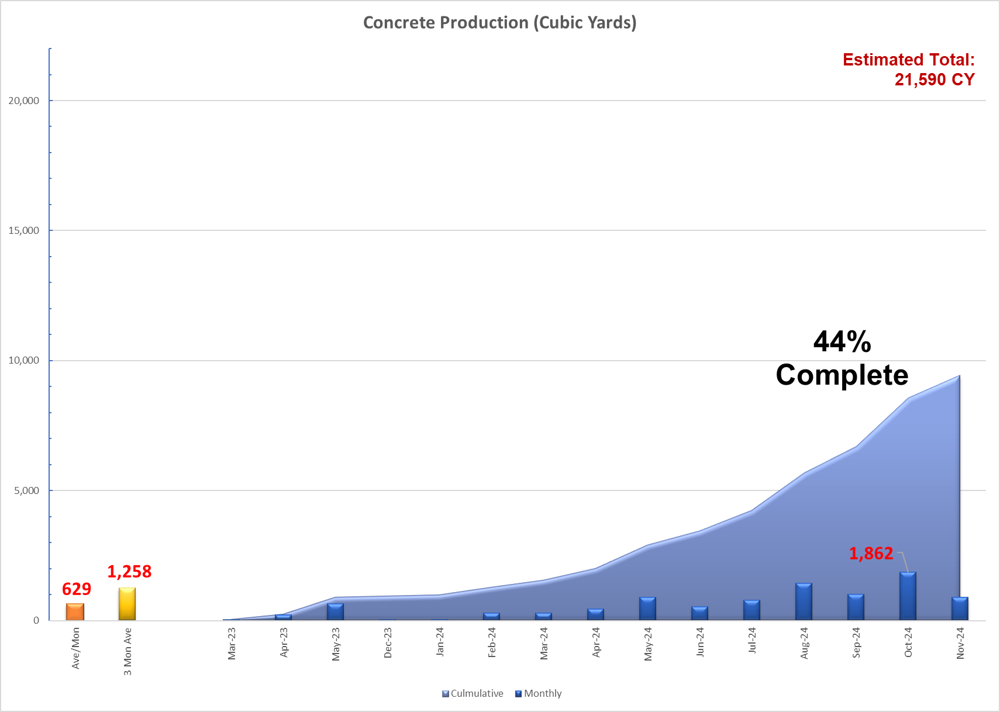 Concrete Production (Cubic Yards)
Estimated Total:
21,590 CY
20,000
15,000
10,000
5,000
0
44%
Complete
629
1,258
1,862
Ave/Mon
3 Mon Ave
Mar-23
Apr-23
May-23
Dec-23
Jan-24
Feb-24
Mar-24
Apr-24
May-24
Jun-24
Jul-24
Aug-24
Sep-24
Oct-24
Nov-24
Culmulative
Monthly